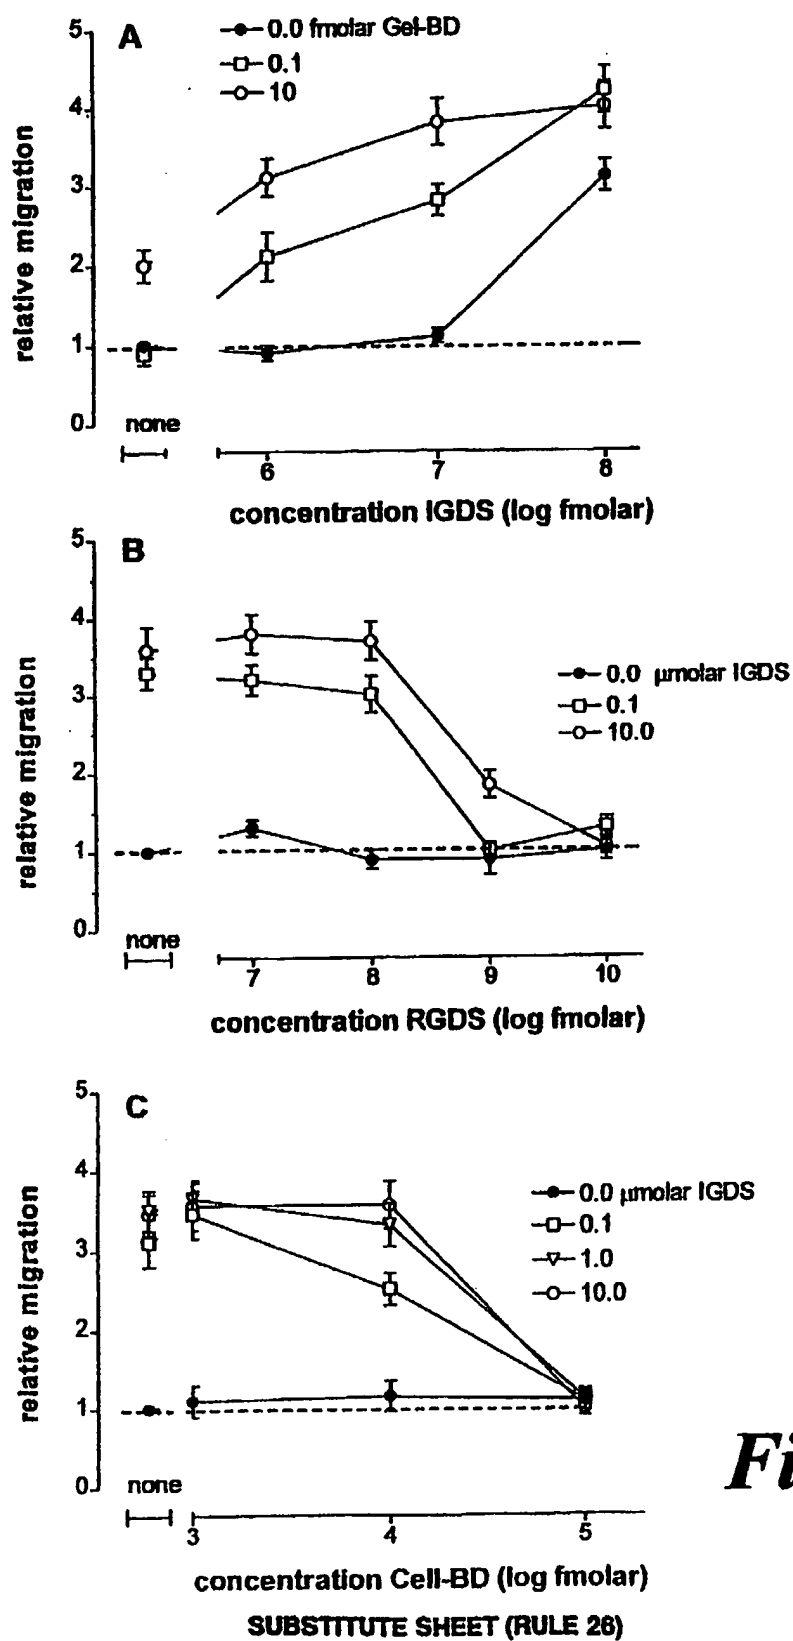 A
0.0 fmolar Gel-BD
0.1
10
5
4
3
2
1
0
relative migration
none
6 7 8
concentration IGDS (log fmolar)
B
5
4
3
2
1
0
relative migration
0.0 µmolar IGDS
0.1
10.0
none
7 8 9 10
concentration RGDS (log fmolar)
C
5
4
3
2
1
0
relative migration
0.0 µmolar IGDS
0.1
1.0
10.0
none
3 4 5
concentration Cell-BD (log fmolar)
Fi
SUBSTITUTE SHEET (RULE 26)